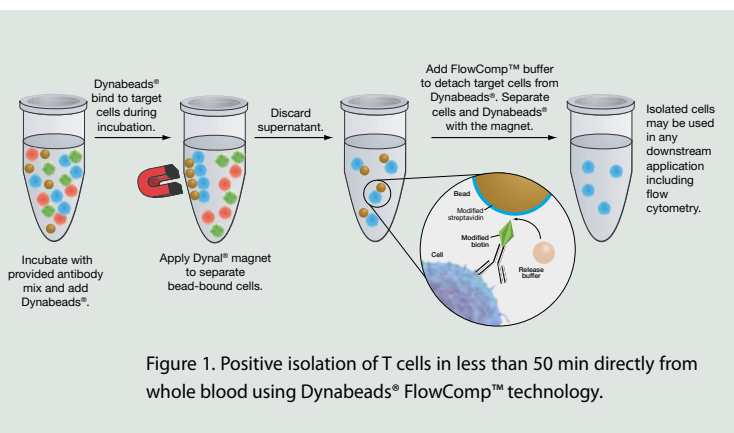 Dynabeads®
bind to target
cells during
incubation.
Discard
supernatant.
Add FlowComp™ buffer
to detach target cells from
Dynabeads®. Separate
cells and Dynabeads®
with the magnet.
Isolated cells
may be used
in any
downstream
application
including
flow
cytometry.
Incubate with
provided antibody
mix and add
Dynabeads®.
Apply Dynal® magnet
to separate
bead-bound cells.
Bead
Modified
streptavidin
Modified
biotin
Cell
Release
buffer
Figure 1. Positive isolation of T cells in less than 50 min directly from
whole blood using Dynabeads® FlowComp™ technology.